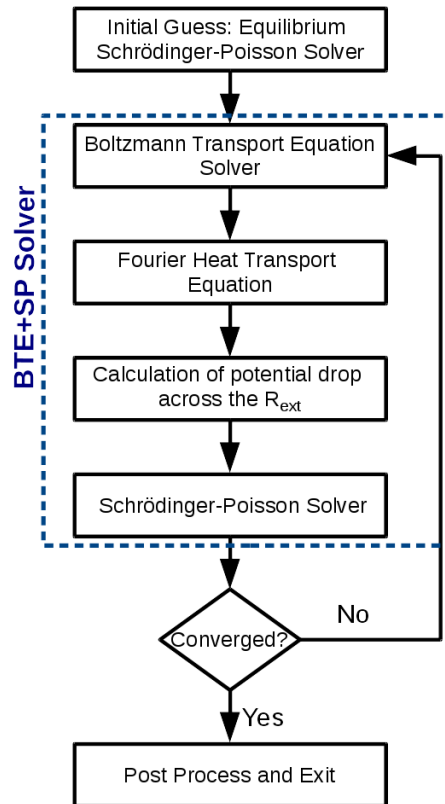 Initial Guess: Equilibrium
Schrödinger-Poisson Solver
BTE+SP Solver
Boltzmann Transport Equation
Solver
Fourier Heat Transport
Equation
Calculation of potential drop
across the R_ext
Schrödinger-Poisson Solver
Converged?
No
Yes
Post Process and Exit